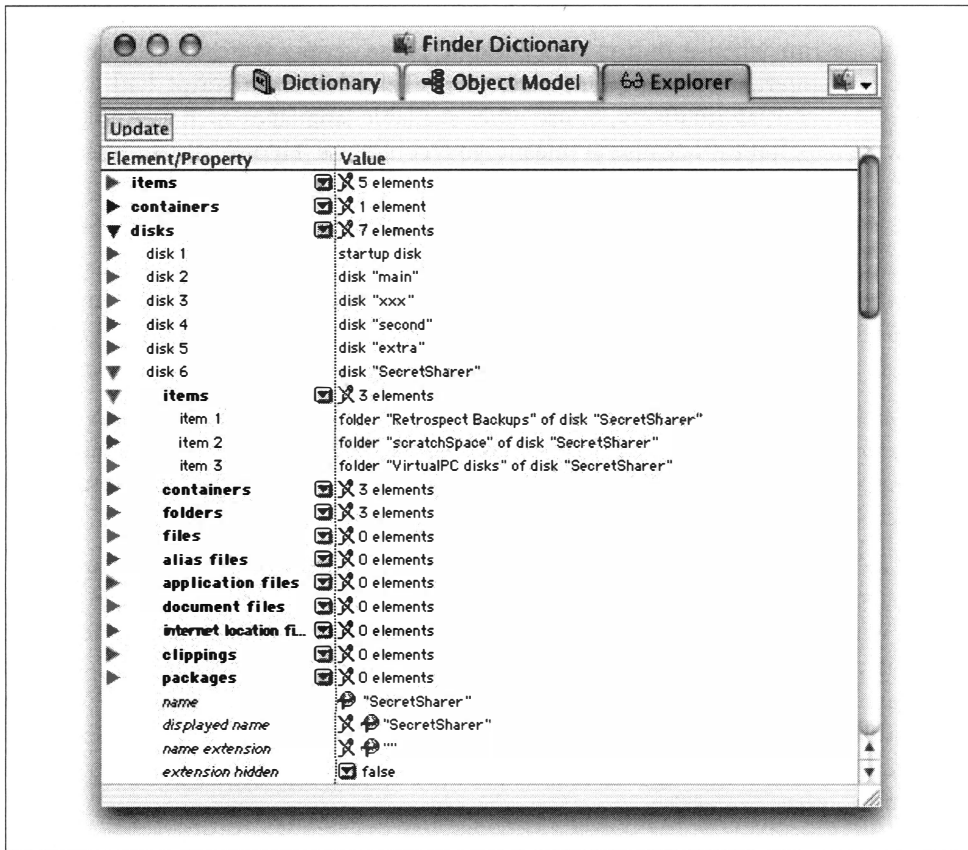 Finder Dictionary
Dictionary Object Model Explorer
Update
Element/Property Value
items 5 elements
containers 1 element
disks 7 elements
disk 1 startup disk
disk 2 disk "main"
disk 3 disk "xxx"
disk 4 disk "second"
disk 5 disk "extra"
disk 6 disk "SecretSharer"
items 3 elements
item 1 folder "Retrospect Backups" of disk "SecretSharer"
item 2 folder "scratchSpace" of disk "SecretSharer"
item 3 folder "VirtualPC disks" of disk "SecretSharer"
containers 3 elements
folders 3 elements
files 0 elements
alias files 0 elements
application files 0 elements
document files 0 elements
internet location fi... 0 elements
clippings 0 elements
packages 0 elements
name "SecretSharer"
displayed name "SecretSharer"
name extension ""
extension hidden false